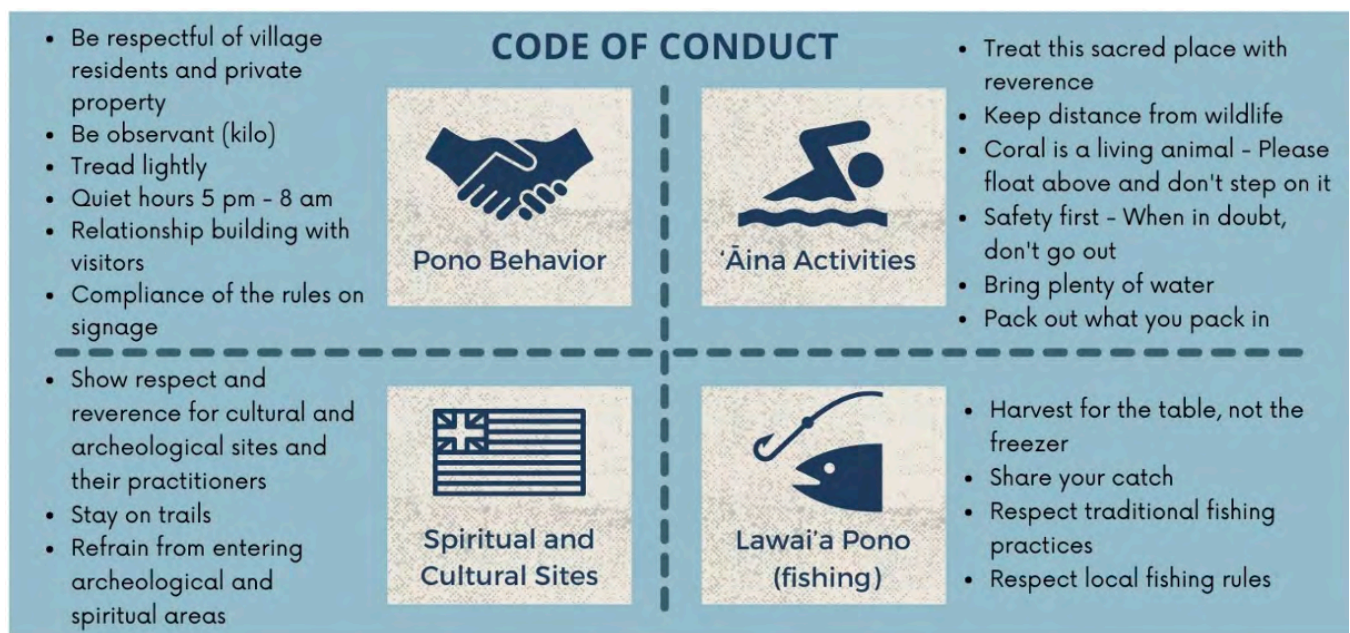 CODE OF CONDUCT
• Be respectful of village
residents and private
property
• Be observant (kilo)
• Tread lightly
• Quiet hours 5 pm - 8 am
• Relationship building with
visitors
• Compliance of the rules on
signage
Pono Behavior
ʻĀina Activities
• Treat this sacred place with
reverence
• Keep distance from wildlife
• Coral is a living animal - Please
float above and don't step on it
• Safety first - When in doubt,
don't go out
• Bring plenty of water
• Pack out what you pack in
• Show respect and
reverence for cultural and
archeological sites and
their practitioners
• Stay on trails
• Refrain from entering
archeological and
spiritual areas
Spiritual and
Cultural Sites
Lawai'a Pono
(fishing)
• Harvest for the table, not the
freezer
• Share your catch
• Respect traditional fishing
practices
• Respect local fishing rules